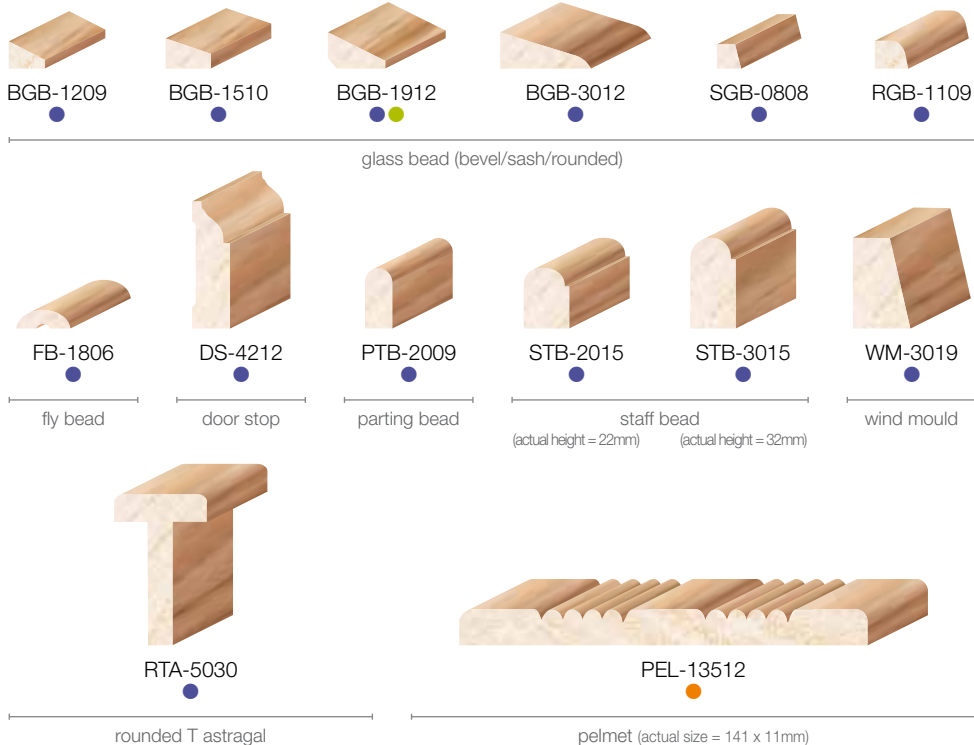 BGB-1209 BGB-1510 BGB-1912 BGB-3012 SGB-0808 RGB-1109
glass bead (bevel/sash/rounded)
FB-1806 DS-4212 PTB-2009 STB-2015 STB-3015 WM-3019
fly bead door stop parting bead staff bead wind mould
(actual height = 22mm) (actual height = 32mm)
RTA-5030 PEL-13512
rounded T astragal pelmet (actual size = 141 x 11mm)